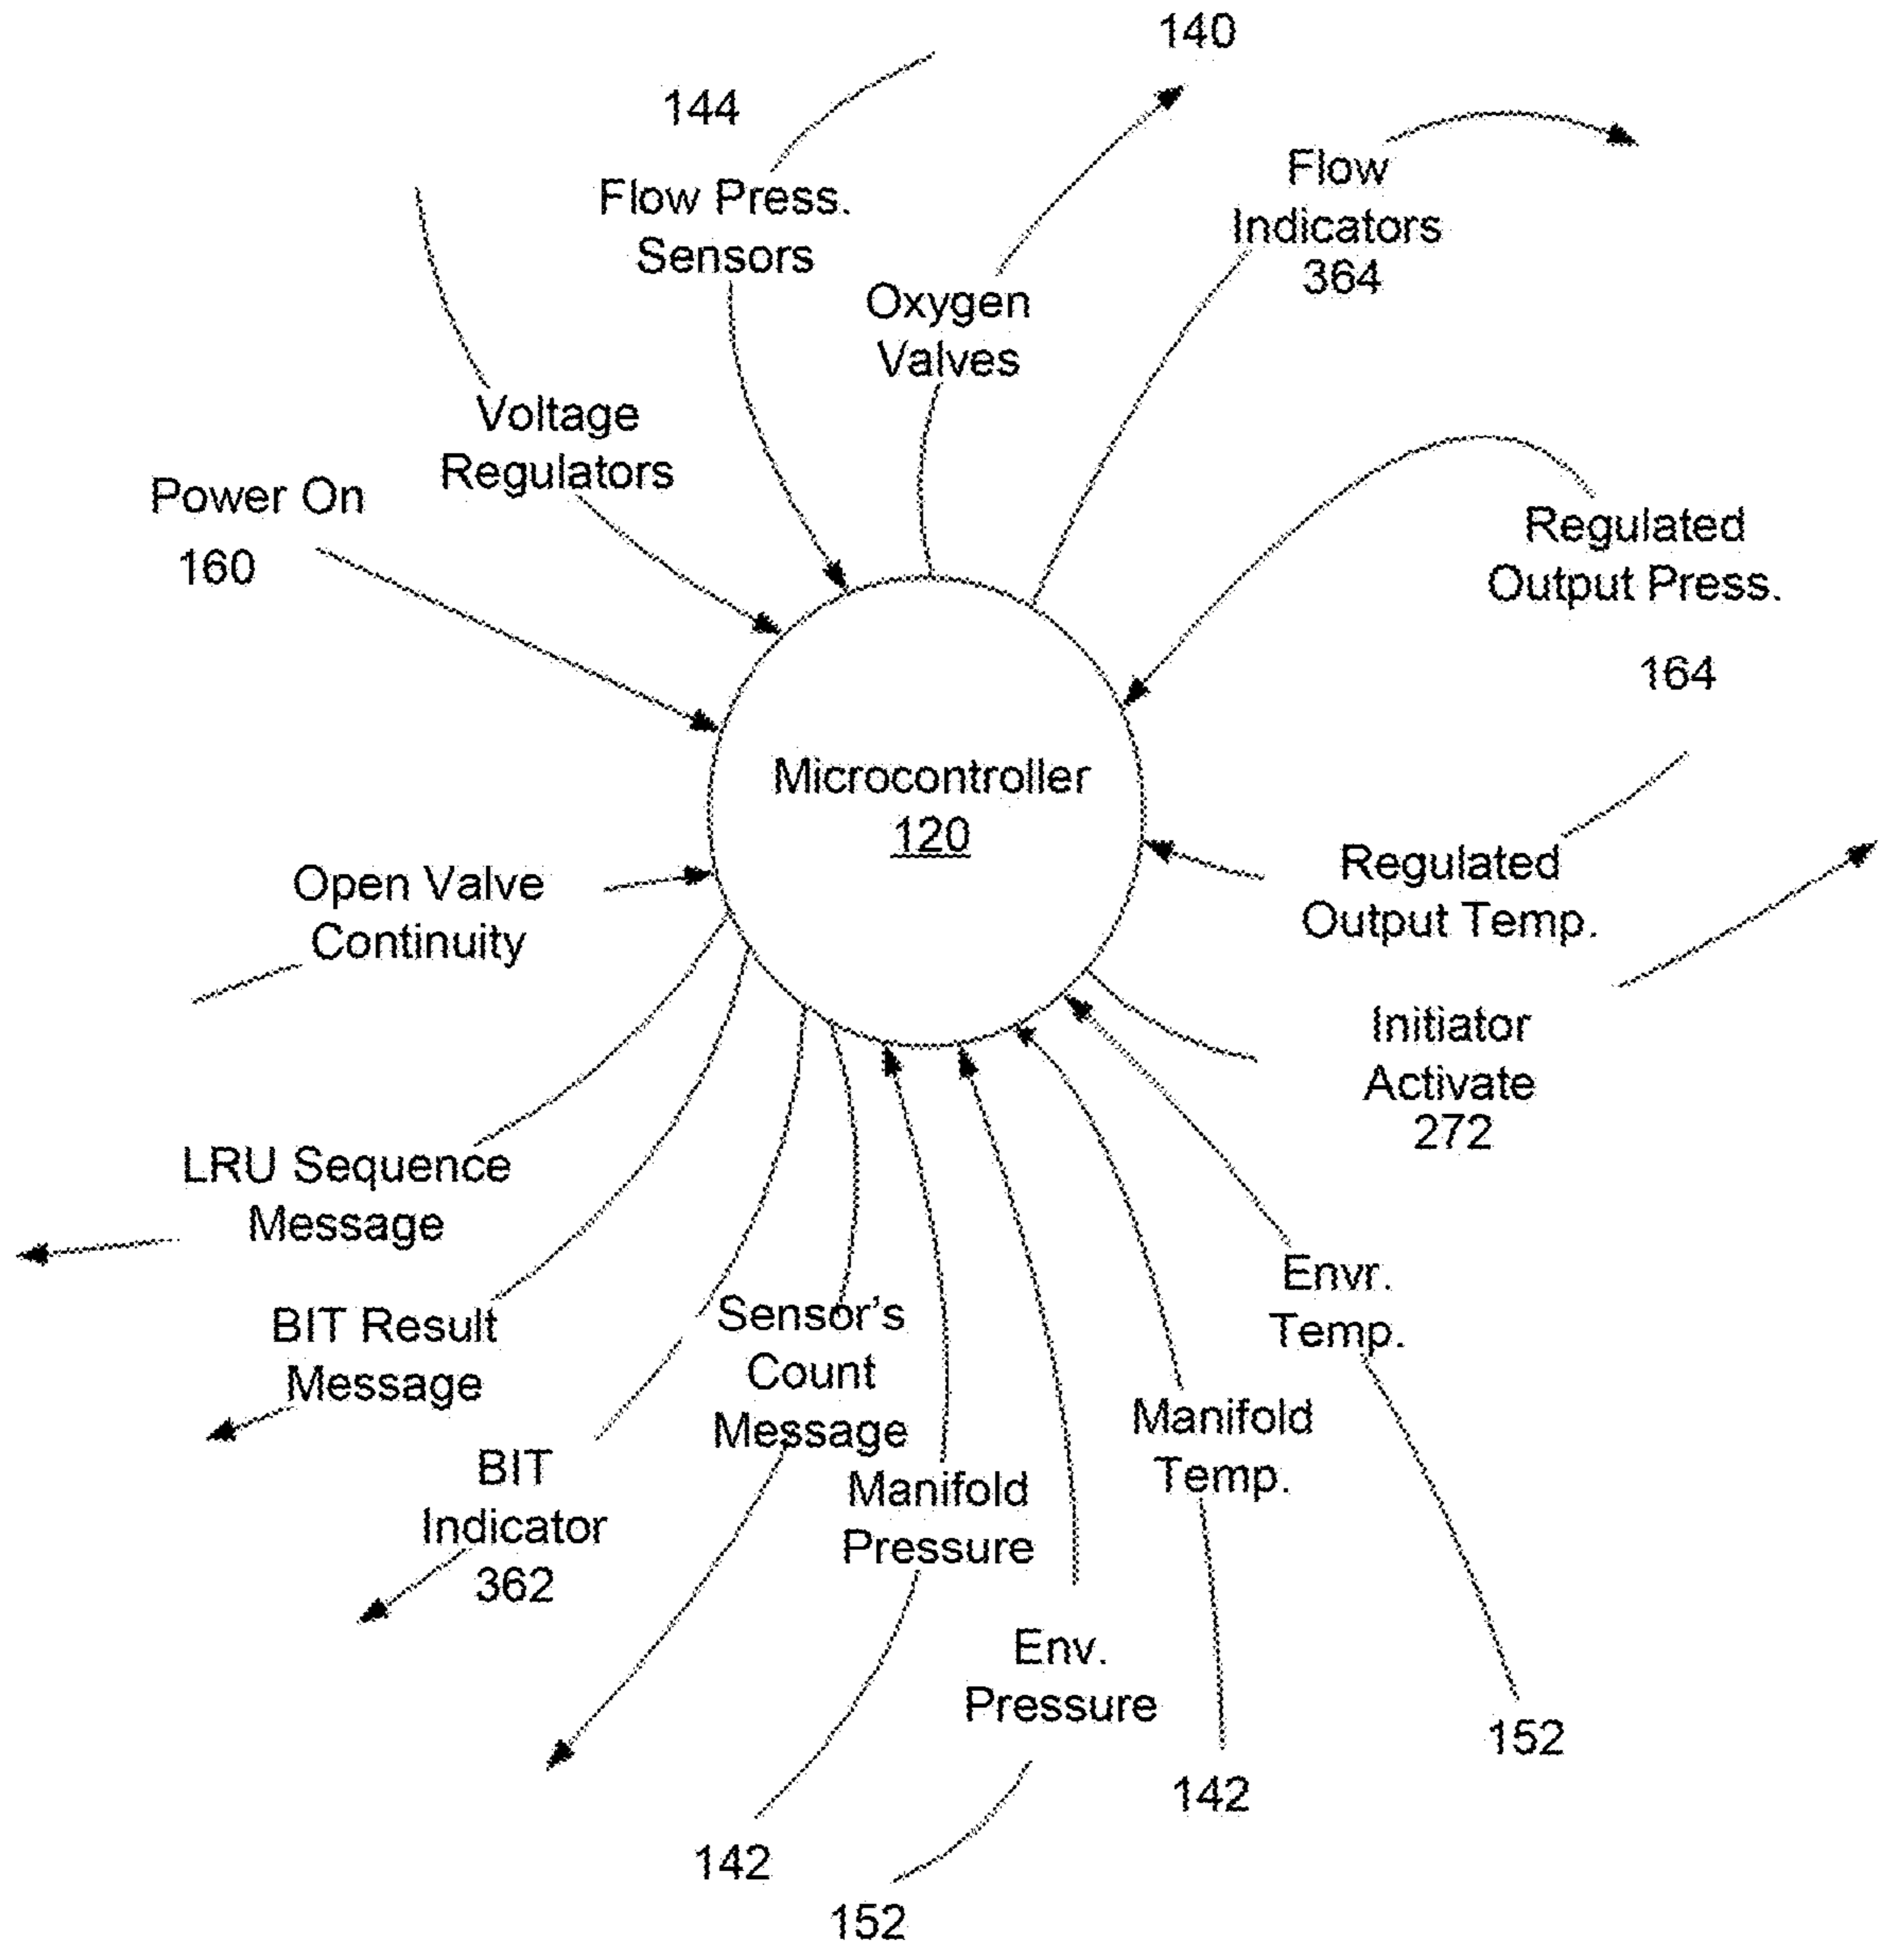 140
144
Flow Press.
Sensors
Flow
Indicators
364
Oxygen
Valves
Voltage
Regulators
Power On
160
Regulated
Output Press.
164
Microcontroller
120
Regulated
Output Temp.
Open Valve
Continuity
Initiator
Activate
272
LRU Sequence
Message
BIT Result
Message
BIT
Indicator
362
Sensor's
Count
Message
Manifold
Pressure
Env.
Pressure
Manifold
Temp.
Envr.
Temp.
152
142
142
152